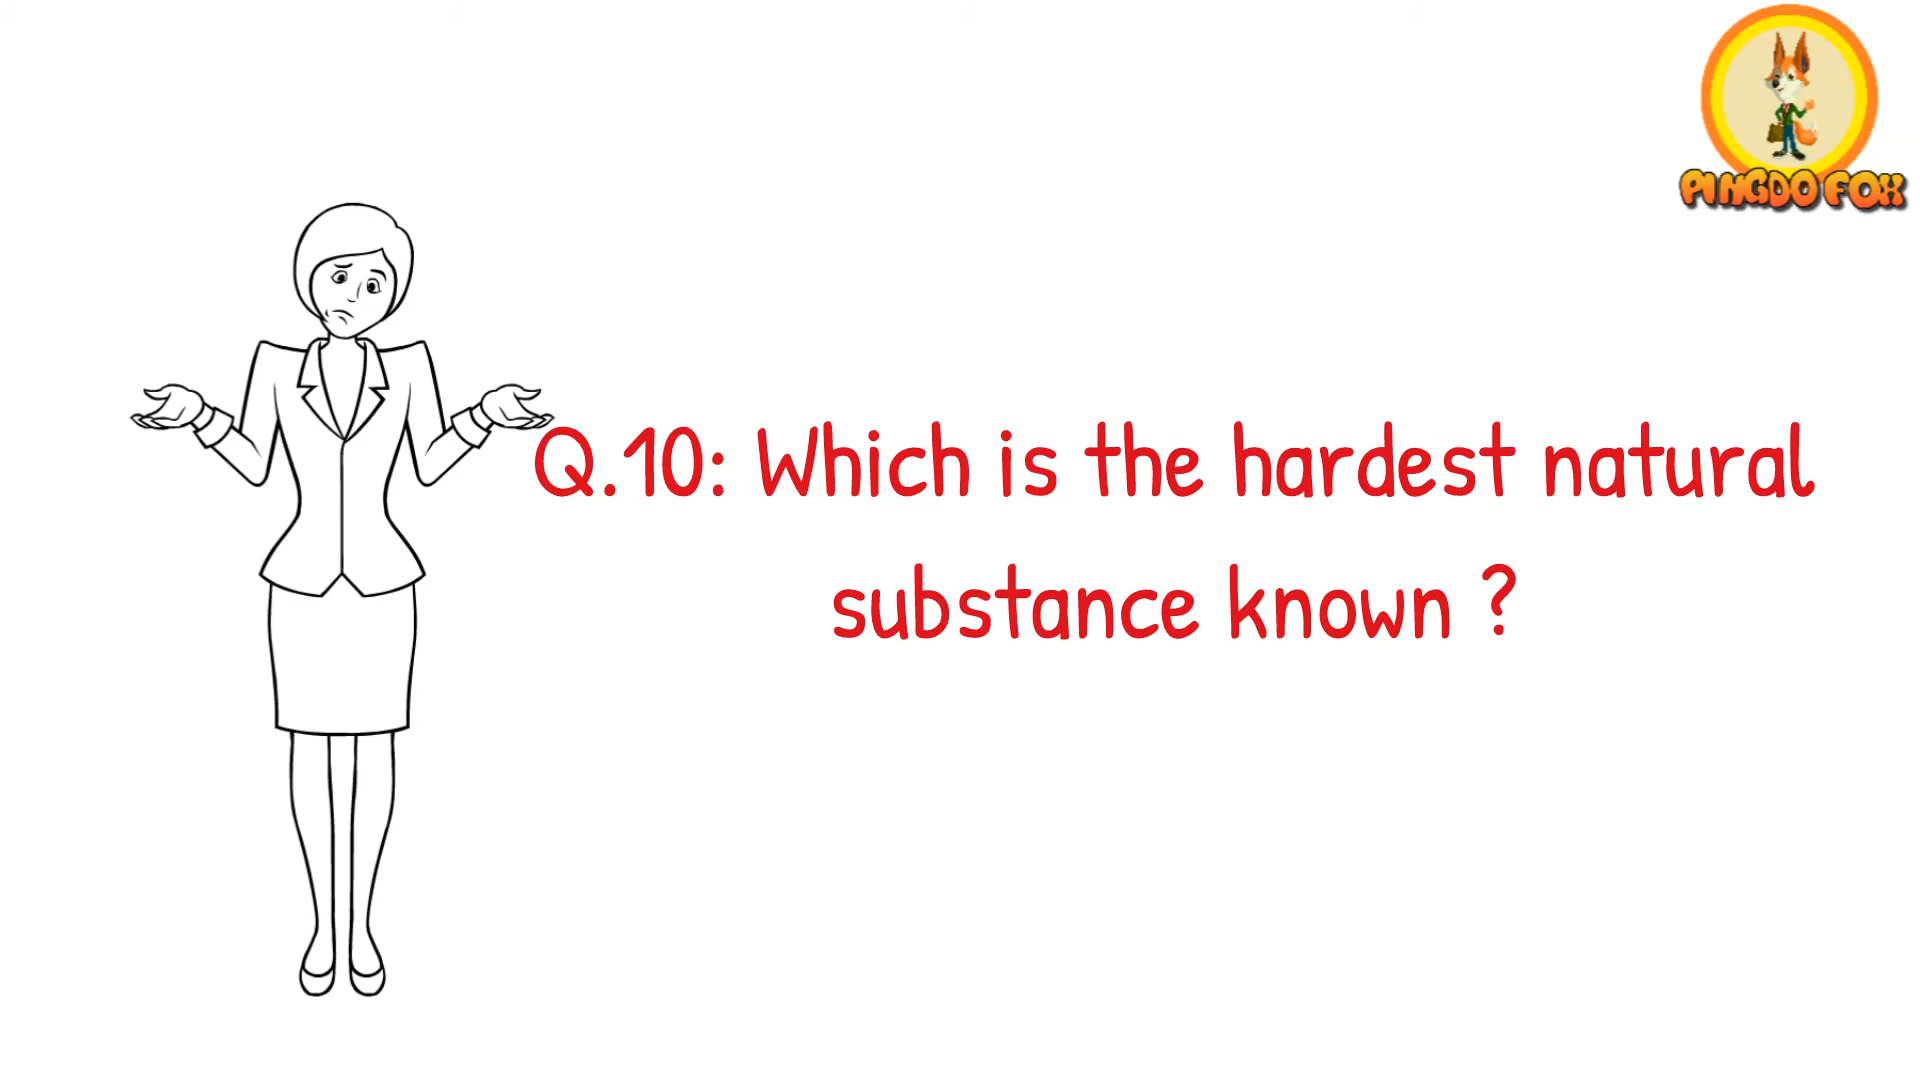 PINGDO FOX
Q.10: Which is the hardest natural
substance known ?